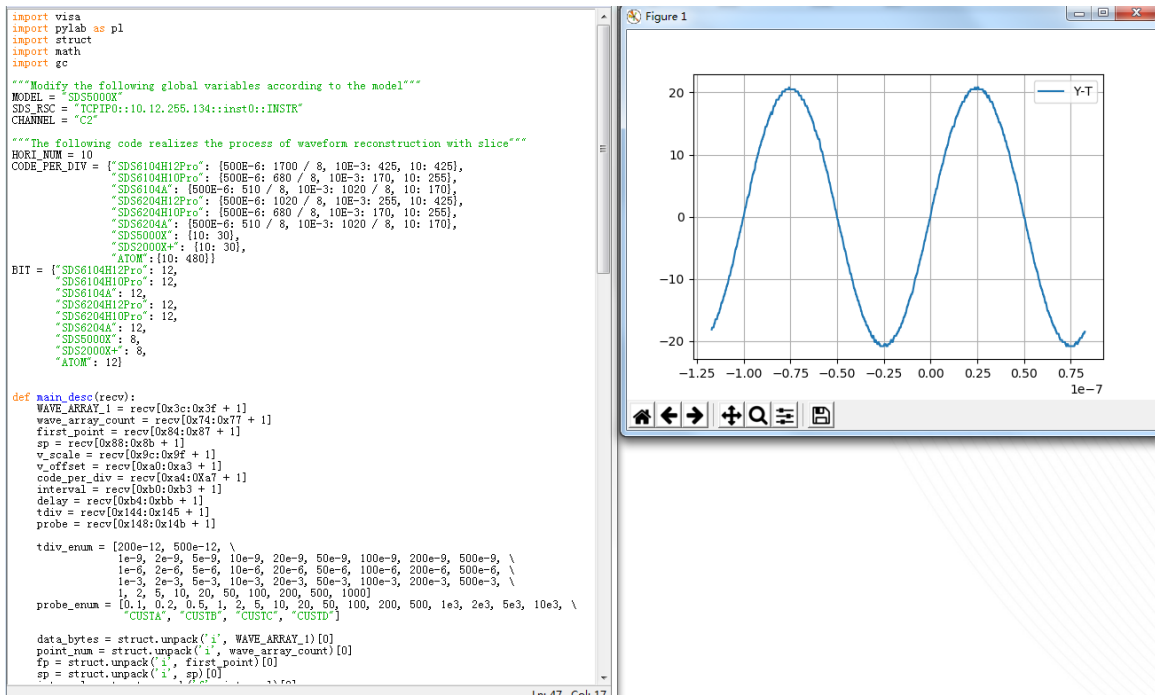 import visa
import pylab as pl
import struct
import math
import gc
"""Modify the following global variables according to the model"""
MODEL = "SDS5000X"
SDS_RSC = "TCPIP0::10.12.255.134::inst0::INSTR"
CHANNEL = "C2"
"""The following code realizes the process of waveform reconstruction with slice"""
HORI_NUM = 10
CODE_PER_DIV = {"SDS6104H12Pro": {500E-6: 1700 / 8, 10E-3: 425, 10: 425},
"SDS6104H10Pro": {500E-6: 680 / 8, 10E-3: 170, 10: 255},
"SDS6104A": {500E-6: 510 / 8, 10E-3: 1020 / 8, 10: 170},
"SDS6204H12Pro": {500E-6: 1020 / 8, 10E-3: 255, 10: 425},
"SDS6204H10Pro": {500E-6: 680 / 8, 10E-3: 170, 10: 255},
"SDS6204A": {500E-6: 510 / 8, 10E-3: 1020 / 8, 10: 170},
"SDS5000X": {10: 30},
"SDS2000X+": {10: 30},
"ATOM":{10: 480}}
BIT = {"SDS6104H12Pro": 12,
"SDS6104H10Pro": 12,
"SDS6104A": 12,
"SDS6204H12Pro": 12,
"SDS6204H10Pro": 12,
"SDS6204A": 12,
"SDS5000X": 8,
"SDS2000X+": 8,
"ATOM": 12}
def main_desc(recv):
WAVE_ARRAY_1 = recv[0x3c:0x3f + 1]
wave_array_count = recv[0x74:0x77 + 1]
first_point = recv[0x84:0x87 + 1]
sp = recv[0x88:0x8b + 1]
v_scale = recv[0x9c:0x9f + 1]
v_offset = recv[0xa0:0xa3 + 1]
code_per_div = recv[0xa4:0Xa7 + 1]
interval = recv[0xb0:0xb3 + 1]
delay = recv[0xb4:0xbb + 1]
tdiv = recv[0x144:0x145 + 1]
probe = recv[0x148:0x14b + 1]
tdiv_enum = [200e-12, 500e-12, \
1e-9, 2e-9, 5e-9, 10e-9, 20e-9, 50e-9, 100e-9, 200e-9, 500e-9, \
1e-6, 2e-6, 5e-6, 10e-6, 20e-6, 50e-6, 100e-6, 200e-6, 500e-6, \
1e-3, 2e-3, 5e-3, 10e-3, 20e-3, 50e-3, 100e-3, 200e-3, 500e-3, \
1, 2, 5, 10, 20, 50, 100, 200, 500, 1000]
probe_enum = [0.1, 0.2, 0.5, 1, 2, 5, 10, 20, 50, 100, 200, 500, 1e3, 2e3, 5e3, 10e3, \
"CUSTA", "CUSTB", "CUSTC", "CUSTD"]
data_bytes = struct.unpack('i', WAVE_ARRAY_1)[0]
point_num = struct.unpack('i', wave_array_count)[0]
fp = struct.unpack('i', first_point)[0]
sp = struct.unpack('i', sp)[0]
Figure 1
Y-T
20
10
0
−10
−20
−1.25 −1.00 −0.75 −0.50 −0.25 0.00 0.25 0.50 0.75
1e−7